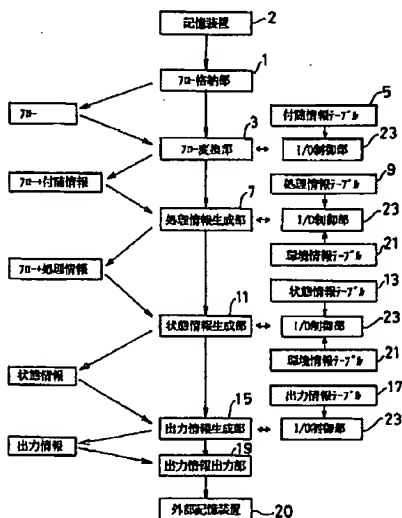 記憶装置
2
1
フロー格納部
5
フロー
付随情報テーブル
3
23
フロー変換部
I/O制御部
9
フロー+付随情報
処理情報テーブル
7
23
処理情報生成部
I/O制御部
環境情報テーブル
21
13
フロー+処理情報
状態情報テーブル
11
23
状態情報生成部
I/O制御部
21
環境情報テーブル
状態情報
出力情報テーブル
17
15
出力情報生成部
I/O制御部
23
出力情報
19
出力情報出力部
外部記憶装置
20